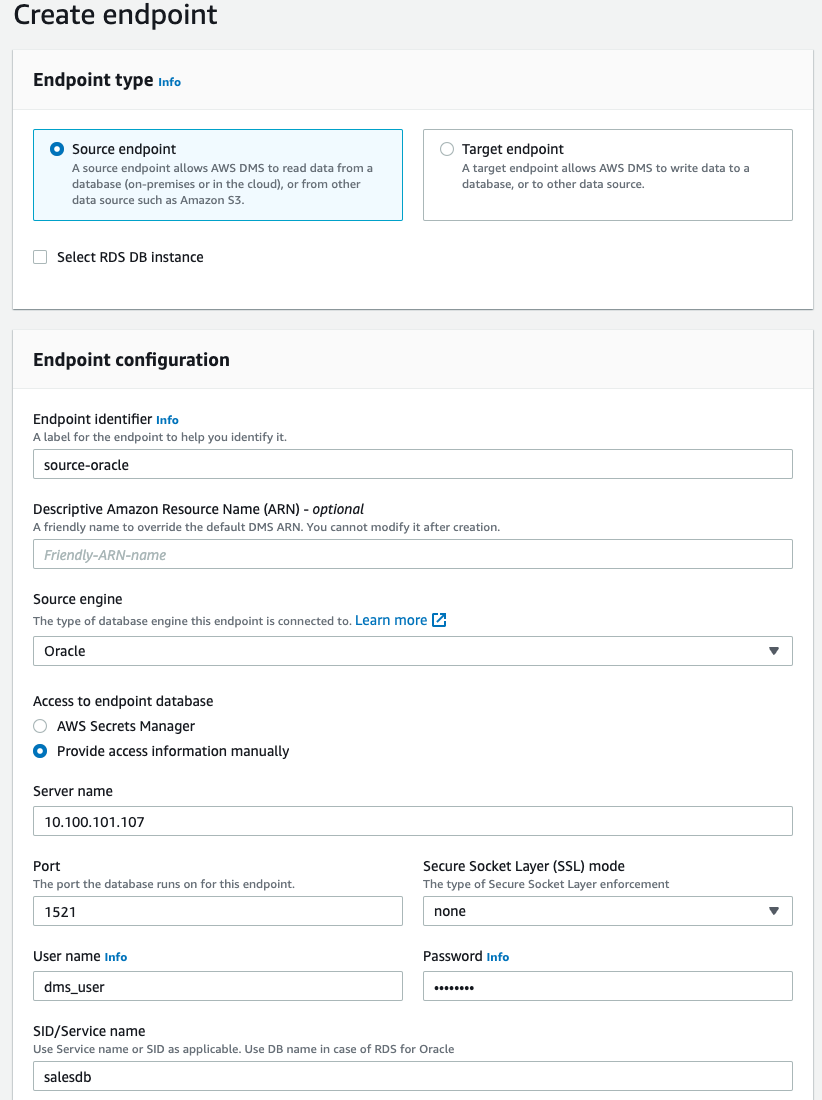 Create endpoint
Endpoint type Info
Source endpoint
A source endpoint allows AWS DMS to read data from a
database (on-premises or in the cloud), or from other
data source such as Amazon S3.
Target endpoint
A target endpoint allows AWS DMS to write data to a
database, or to other data source.
Select RDS DB instance
Endpoint configuration
Endpoint identifier Info
A label for the endpoint to help you identify it.
source-oracle
Descriptive Amazon Resource Name (ARN) - optional
A friendly name to override the default DMS ARN. You cannot modify it after creation.
Friendly-ARN-name
Source engine
The type of database engine this endpoint is connected to. Learn more
Oracle
Access to endpoint database
AWS Secrets Manager
Provide access information manually
Server name
10.100.101.107
Port
The port the database runs on for this endpoint.
1521
Secure Socket Layer (SSL) mode
The type of Secure Socket Layer enforcement
none
User name Info
dms_user
Password Info
••••••••
SID/Service name
Use Service name or SID as applicable. Use DB name in case of RDS for Oracle
salesdb